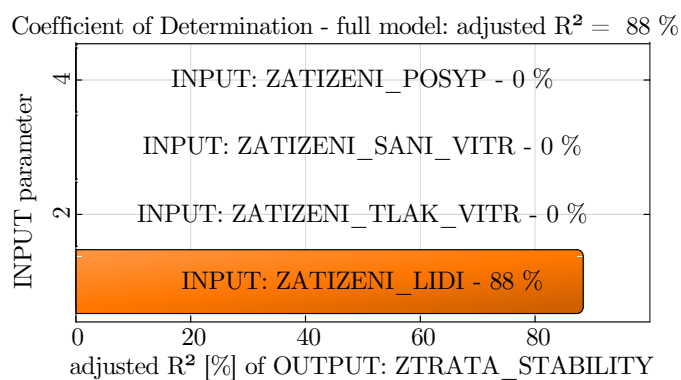 Coefficient of Determination - full model: adjusted R² = 88 %
4
INPUT: ZATIZENI_POSYP - 0 %
INPUT: ZATIZENI_SANI_VITR - 0 %
INPUT parameter
2
INPUT: ZATIZENI_TLAK_VITR - 0 %
INPUT: ZATIZENI_LIDI - 88 %
0 20 40 60 80
adjusted R² [%] of OUTPUT: ZTRATA_STABILITY